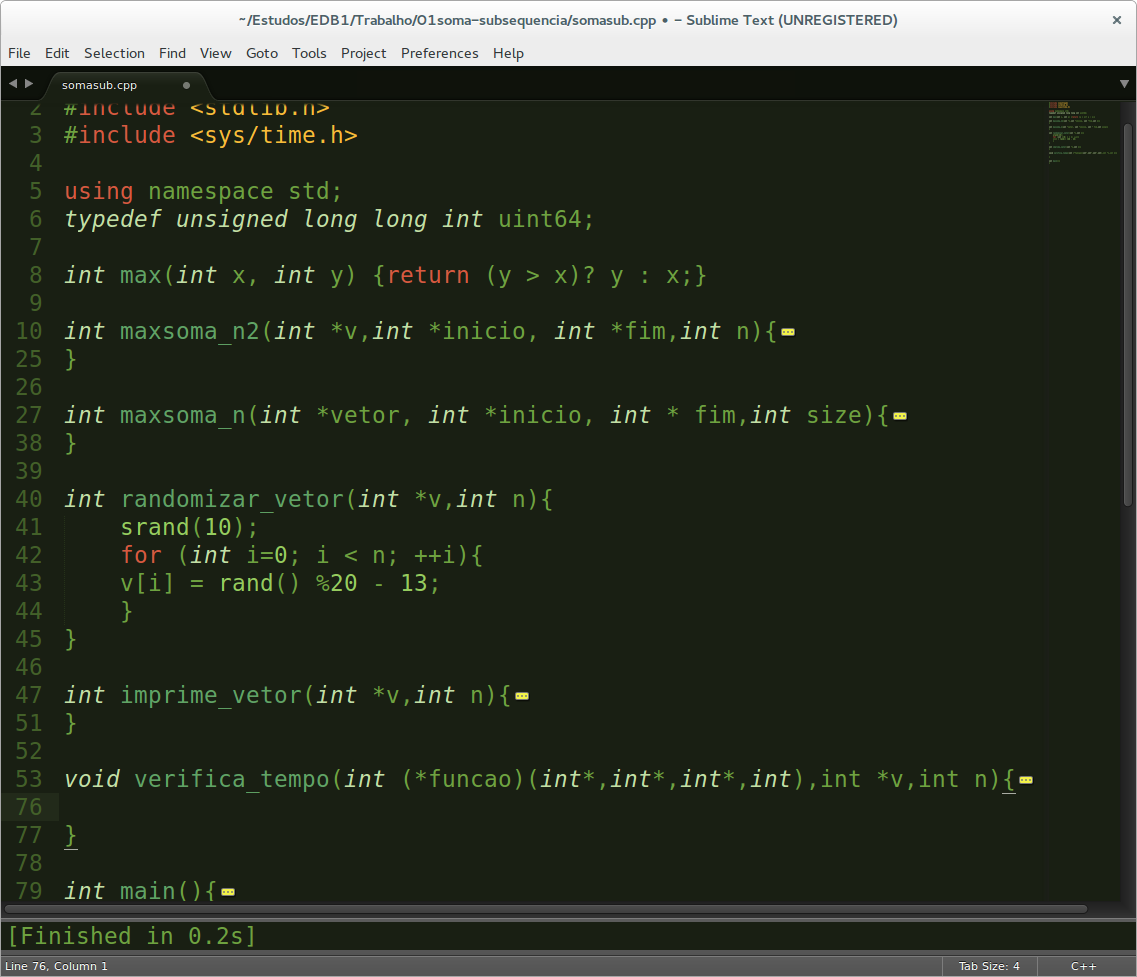 ~/Estudos/EDB1/Trabalho/01soma-subsequencia/somasub.cpp • - Sublime Text (UNREGISTERED)
File Edit Selection Find View Goto Tools Project Preferences Help
somasub.cpp
2 #include <stdlib.h>
3 #include <sys/time.h>
4
5 using namespace std;
6 typedef unsigned long long int uint64;
7
8 int max(int x, int y) {return (y > x)? y : x;}
9
10 int maxsoma_n2(int *v,int *inicio, int *fim,int n){
25 }
26
27 int maxsoma_n(int *vetor, int *inicio, int * fim,int size){
38 }
39
40 int randomizar_vetor(int *v,int n){
41     srand(10);
42     for (int i=0; i < n; ++i){
43     v[i] = rand() %20 - 13;
44     }
45 }
46
47 int imprime_vetor(int *v,int n){
51 }
52
53 void verifica_tempo(int (*funcao)(int*,int*,int*,int),int *v,int n){
76
77 }
78
79 int main(){
[Finished in 0.2s]
Line 76, Column 1 Tab Size: 4 C++